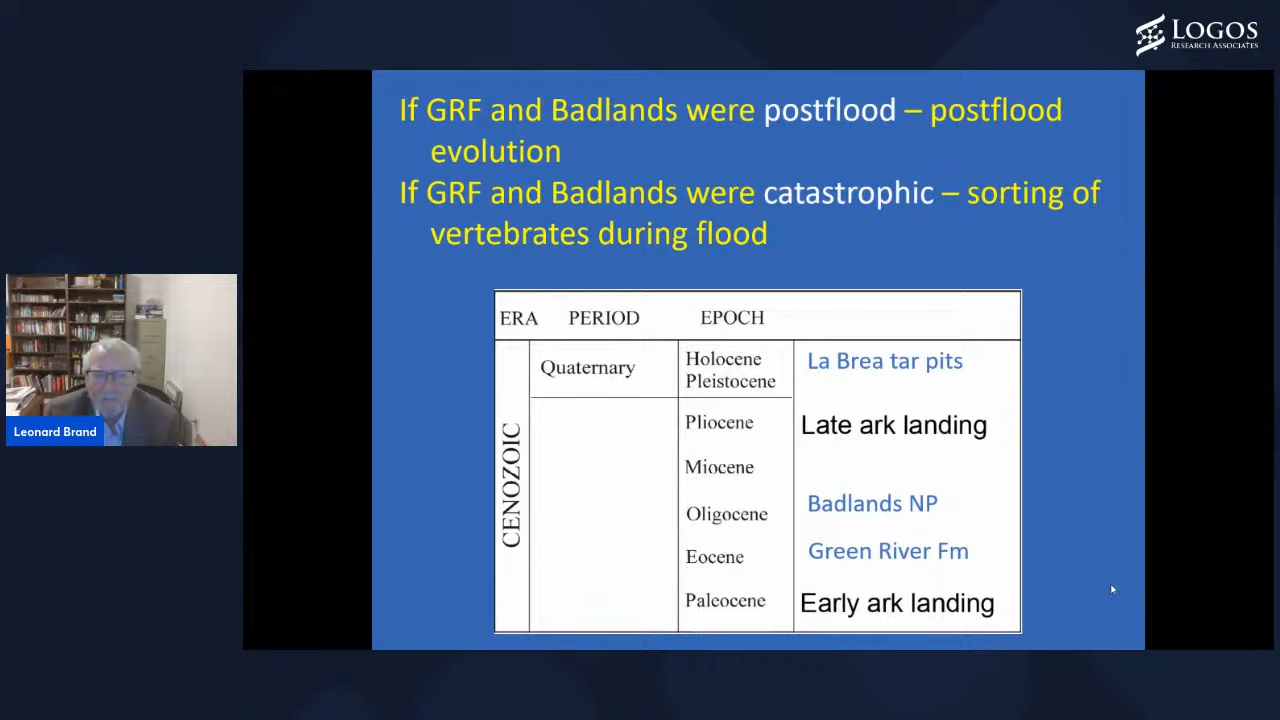 LOGOS
RESEARCH ASSOCIATES
If GRF and Badlands were postflood – postflood
evolution
If GRF and Badlands were catastrophic – sorting of
vertebrates during flood
ERA PERIOD EPOCH
CENOZOIC
Quaternary
Holocene La Brea tar pits
Pleistocene
Pliocene Late ark landing
Miocene
Oligocene Badlands NP
Eocene Green River Fm
Paleocene Early ark landing
Leonard Brand